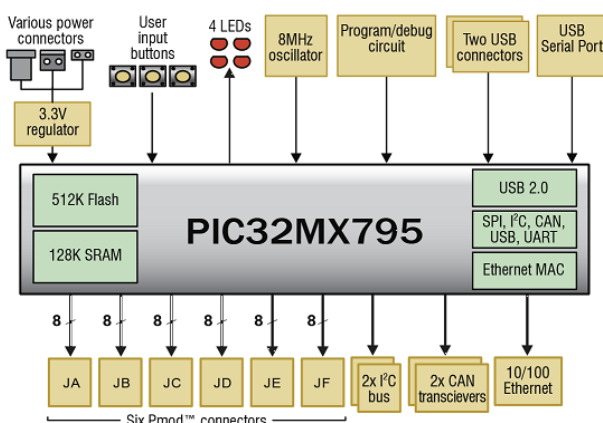 Various power
connectors
User
input
buttons
4 LEDs
8MHz
oscillator
Program/debug
circuit
Two USB
connectors
USB
Serial Port
3.3V
regulator
512K Flash
128K SRAM
PIC32MX795
USB 2.0
SPI, I²C, CAN,
USB, UART
Ethernet MAC
8
8
8
8
8
8
JA
JB
JC
JD
JE
JF
2x I²C
bus
2x CAN
transcievers
10/100
Ethernet
Six Pmod™ connectors